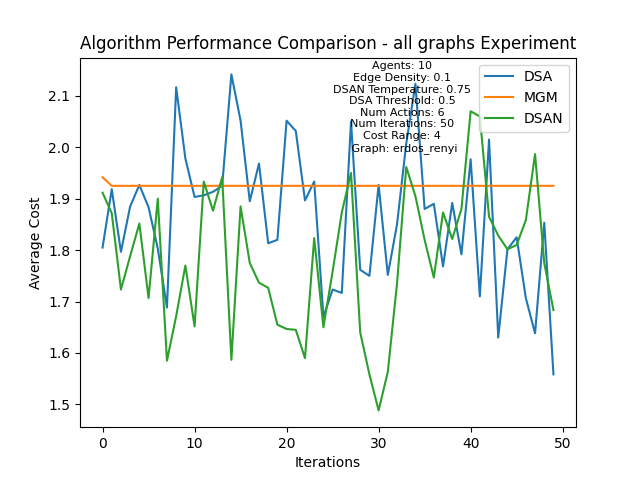 Algorithm Performance Comparison - all graphs Experiment
Agents: 10
Edge Density: 0.1
DSAN Temperature: 0.75
DSA Threshold: 0.5
Num Actions: 6
Num Iterations: 50
Cost Range: 4
Graph: erdos_renyi
DSA
MGM
DSAN
Average Cost
2.1
2.0
1.9
1.8
1.7
1.6
1.5
0 10 20 30 40 50
Iterations